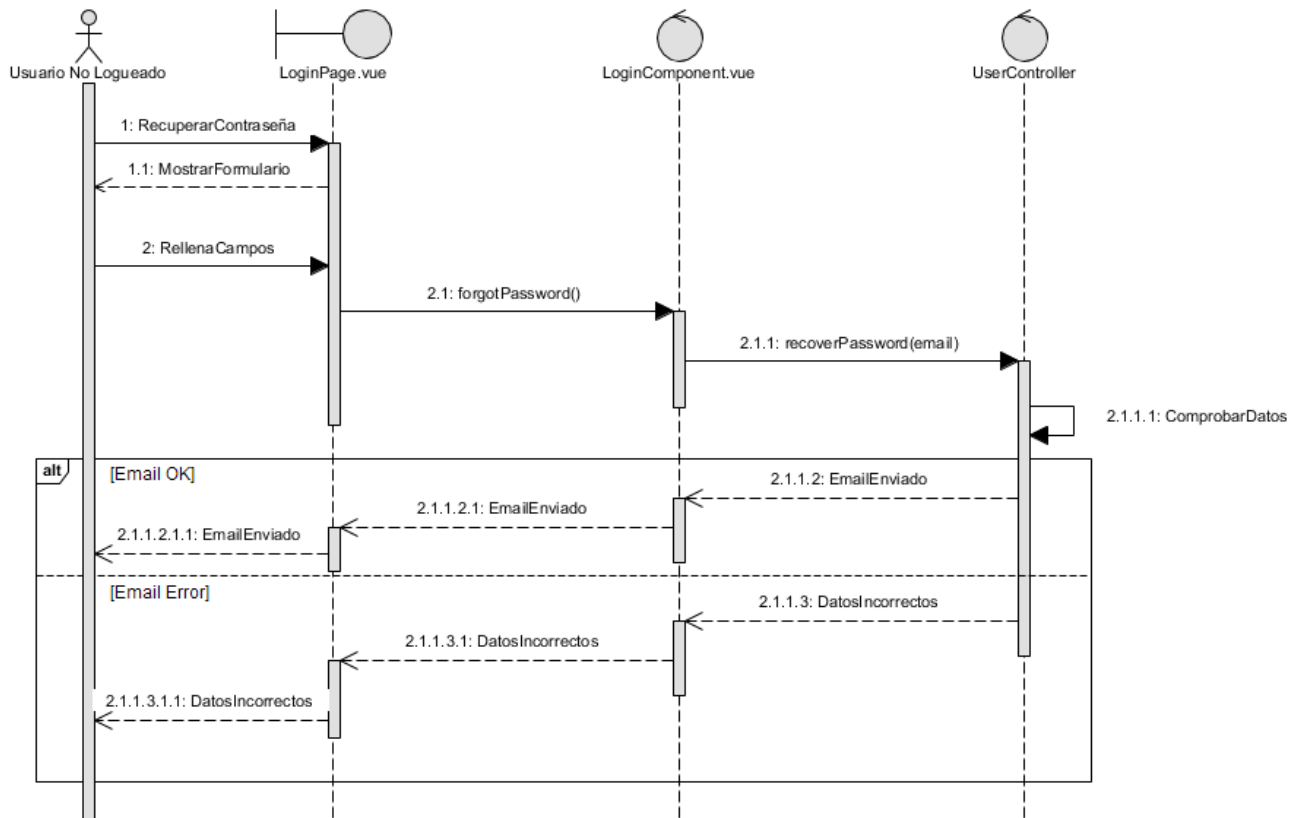 Usuario No Logueado
LoginPage.vue
LoginComponent.vue
UserController
1: RecuperarContraseña
1.1: MostrarFormulario
2: RellenaCampos
2.1: forgotPassword()
2.1.1: recoverPassword(email)
2.1.1.1: ComprobarDatos
alt
[Email OK]
2.1.1.2: EmailEnviado
2.1.1.2.1: EmailEnviado
2.1.1.2.1.1: EmailEnviado
[Email Error]
2.1.1.3: DatosIncorrectos
2.1.1.3.1: DatosIncorrectos
2.1.1.3.1.1: DatosIncorrectos